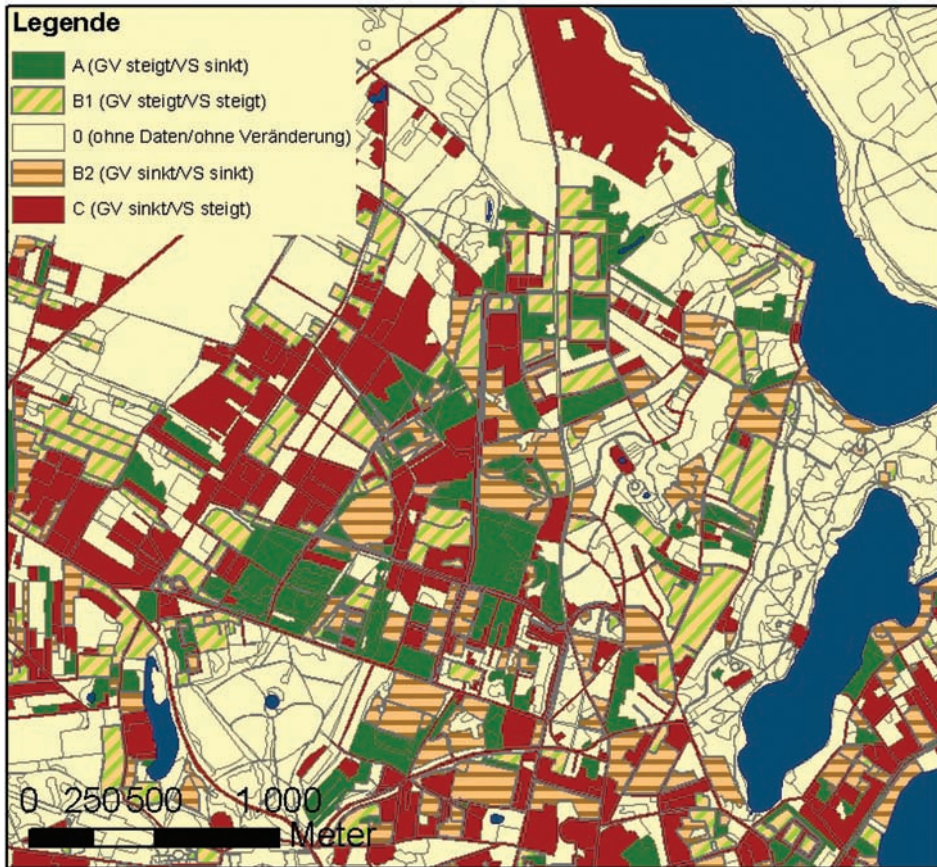 Legende
A (GV steigt/VS sinkt)
B1 (GV steigt/VS steigt)
0 (ohne Daten/ohne Veränderung)
B2 (GV sinkt/VS sinkt)
C (GV sinkt/VS steigt)
0 250 500 1 000
Meter